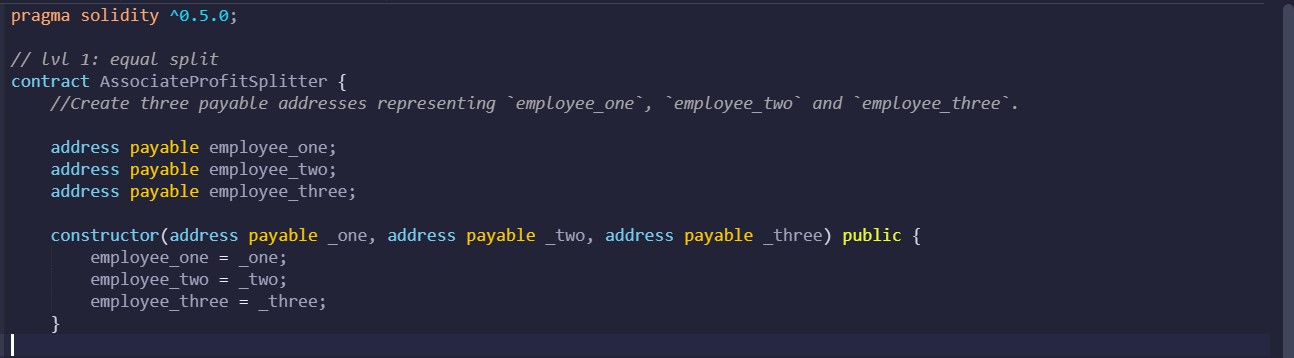 pragma solidity ^0.5.0;
// lvl 1: equal split
contract AssociateProfitSplitter {
//Create three payable addresses representing `employee_one`, `employee_two` and `employee_three`.
address payable employee_one;
address payable employee_two;
address payable employee_three;
constructor(address payable _one, address payable _two, address payable _three) public {
employee_one = _one;
employee_two = _two;
employee_three = _three;
}